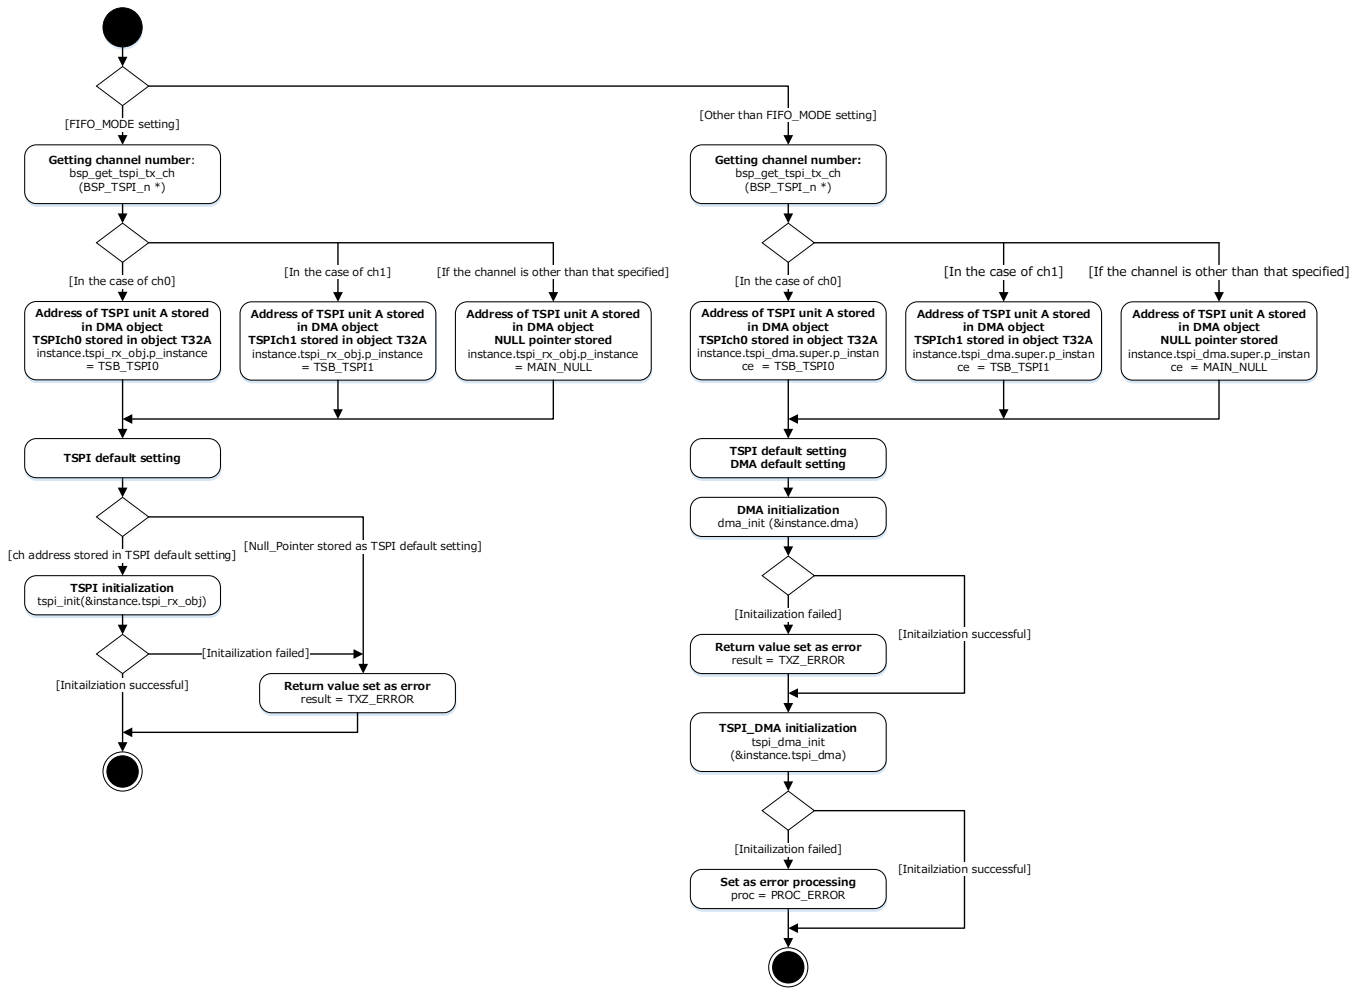 [FIFO_MODE setting]
[Other than FIFO_MODE setting]
Getting channel number:
bsp_get_tspi_tx_ch
(BSP_TSPI_n *)
Getting channel number:
bsp_get_tspi_tx_ch
(BSP_TSPI_n *)
[In the case of ch0]
[In the case of ch1]
[If the channel is other than that specified]
[In the case of ch0]
[In the case of ch1]
[If the channel is other than that specified]
Address of TSPI unit A stored
in DMA object
TSPIch0 stored in object T32A
instance.tspi_rx_obj.p_instance
= TSB_TSPI0
Address of TSPI unit A stored
in DMA object
TSPIch1 stored in object T32A
instance.tspi_rx_obj.p_instance
= TSB_TSPI1
Address of TSPI unit A stored
in DMA object
NULL pointer stored
instance.tspi_rx_obj.p_instance
= MAIN_NULL
Address of TSPI unit A stored
in DMA object
TSPIch0 stored in object T32A
instance.tspi_dma.super.p_instan
ce  = TSB_TSPI0
Address of TSPI unit A stored
in DMA object
TSPIch1 stored in object T32A
instance.tspi_dma.super.p_instan
ce  = TSB_TSPI1
Address of TSPI unit A stored
in DMA object
NULL pointer stored
instance.tspi_dma.super.p_instan
ce  = MAIN_NULL
TSPI default setting
[ch address stored in TSPI default setting]
[Null_Pointer stored as TSPI default setting]
TSPI initialization
tspi_init(&instance.tspi_rx_obj)
[Initailization failed]
[Initailziation successful]
Return value set as error
result = TXZ_ERROR
TSPI default setting
DMA default setting
DMA initialization
dma_init (&instance.dma)
[Initailization failed]
[Initailziation successful]
Return value set as error
result = TXZ_ERROR
TSPI_DMA initialization
tspi_dma_init
(&instance.tspi_dma)
[Initailization failed]
[Initailziation successful]
Set as error processing
proc = PROC_ERROR